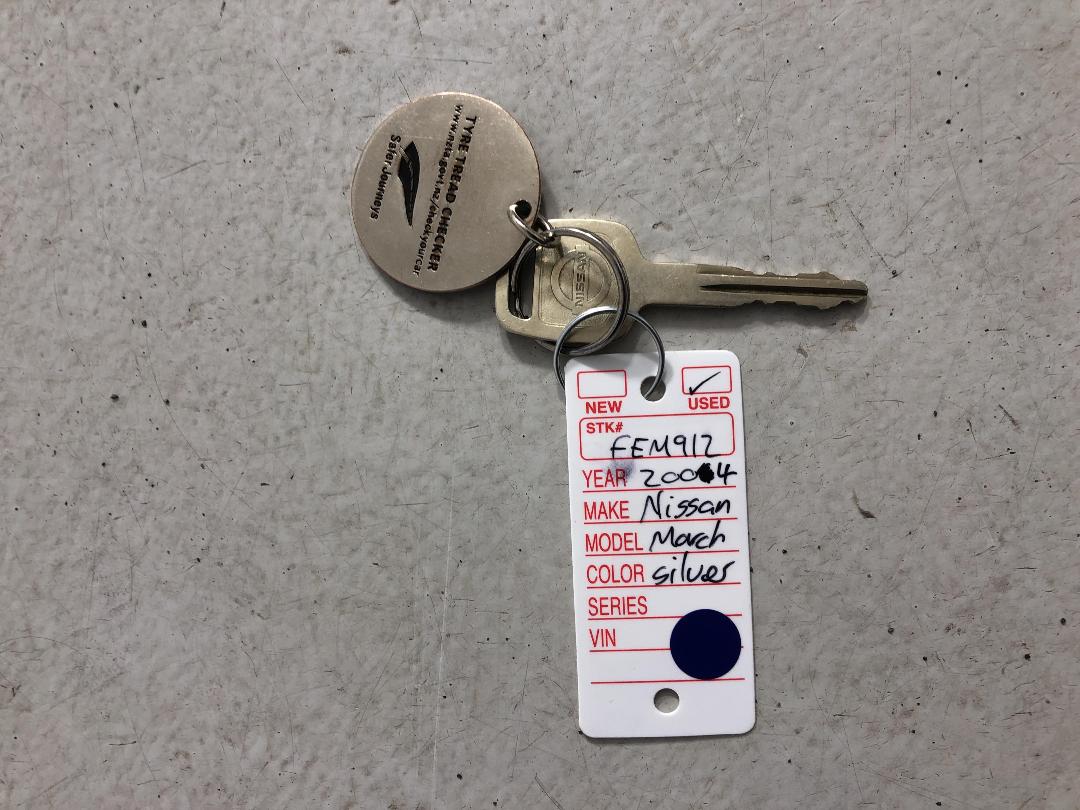 TYRE TREAD CHECKER
www.nzta.govt.nz/checkyourcar
Safer Journeys
NISSAN
NEW USED
STK# FEM912
YEAR 2004
MAKE Nissan
MODEL March
COLOR silver
SERIES
VIN